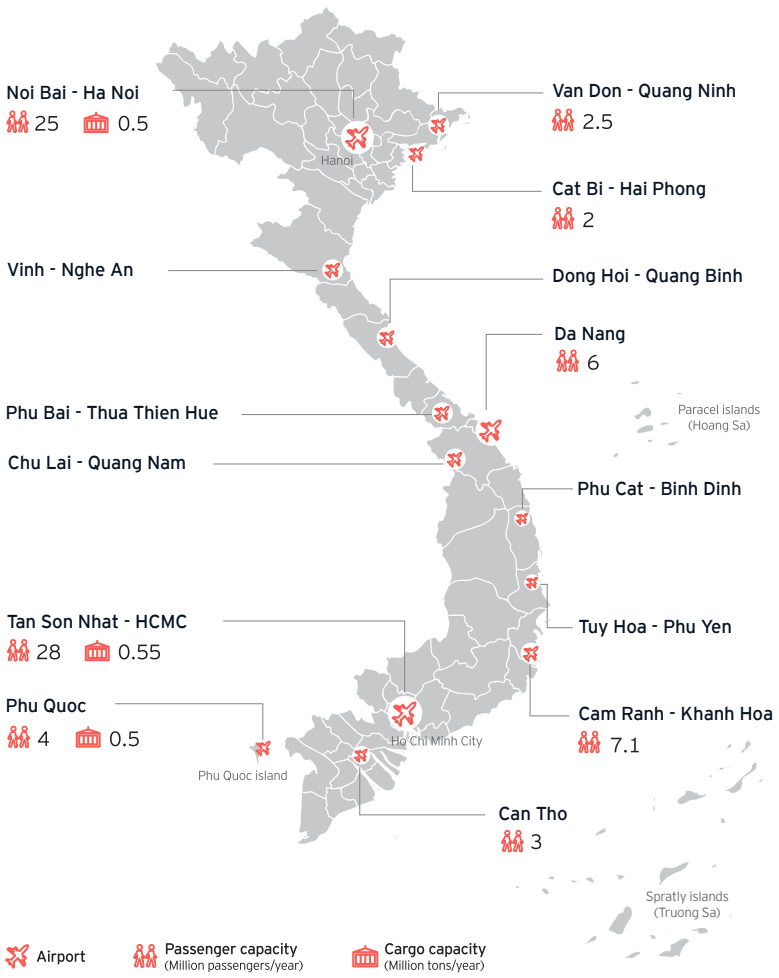 Noi Bai - Ha Noi
25 0.5
Van Don - Quang Ninh
2.5
Hanoi
Cat Bi - Hai Phong
2
Vinh - Nghe An
Dong Hoi - Quang Binh
Da Nang
6
Phu Bai - Thua Thien Hue
Paracel islands
(Hoang Sa)
Chu Lai - Quang Nam
Phu Cat - Binh Dinh
Tan Son Nhat - HCMC
28 0.55
Tuy Hoa - Phu Yen
Phu Quoc
4 0.5
Cam Ranh - Khanh Hoa
7.1
Ho Chi Minh City
Phu Quoc island
Can Tho
3
Spratly islands
(Truong Sa)
Airport
Passenger capacity
(Million passengers/year)
Cargo capacity
(Million tons/year)